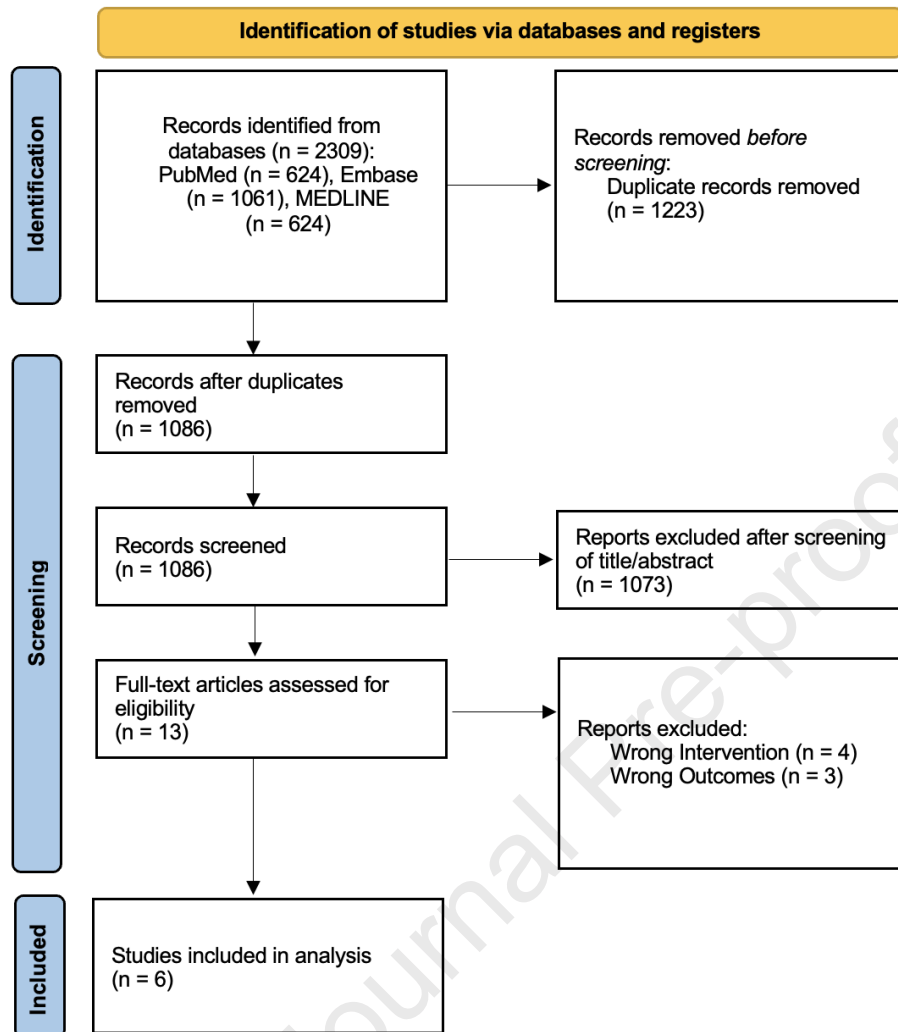 Identification of studies via databases and registers
Identification
Records identified from
databases (n = 2309):
PubMed (n = 624), Embase
(n = 1061), MEDLINE
(n = 624)
Records removed before
screening:
Duplicate records removed
(n = 1223)
Screening
Records after duplicates
removed
(n = 1086)
Records screened
(n = 1086)
Reports excluded after screening
of title/abstract
(n = 1073)
Full-text articles assessed for
eligibility
(n = 13)
Reports excluded:
Wrong Intervention (n = 4)
Wrong Outcomes (n = 3)
Included
Studies included in analysis
(n = 6)
Journal Pre-proof